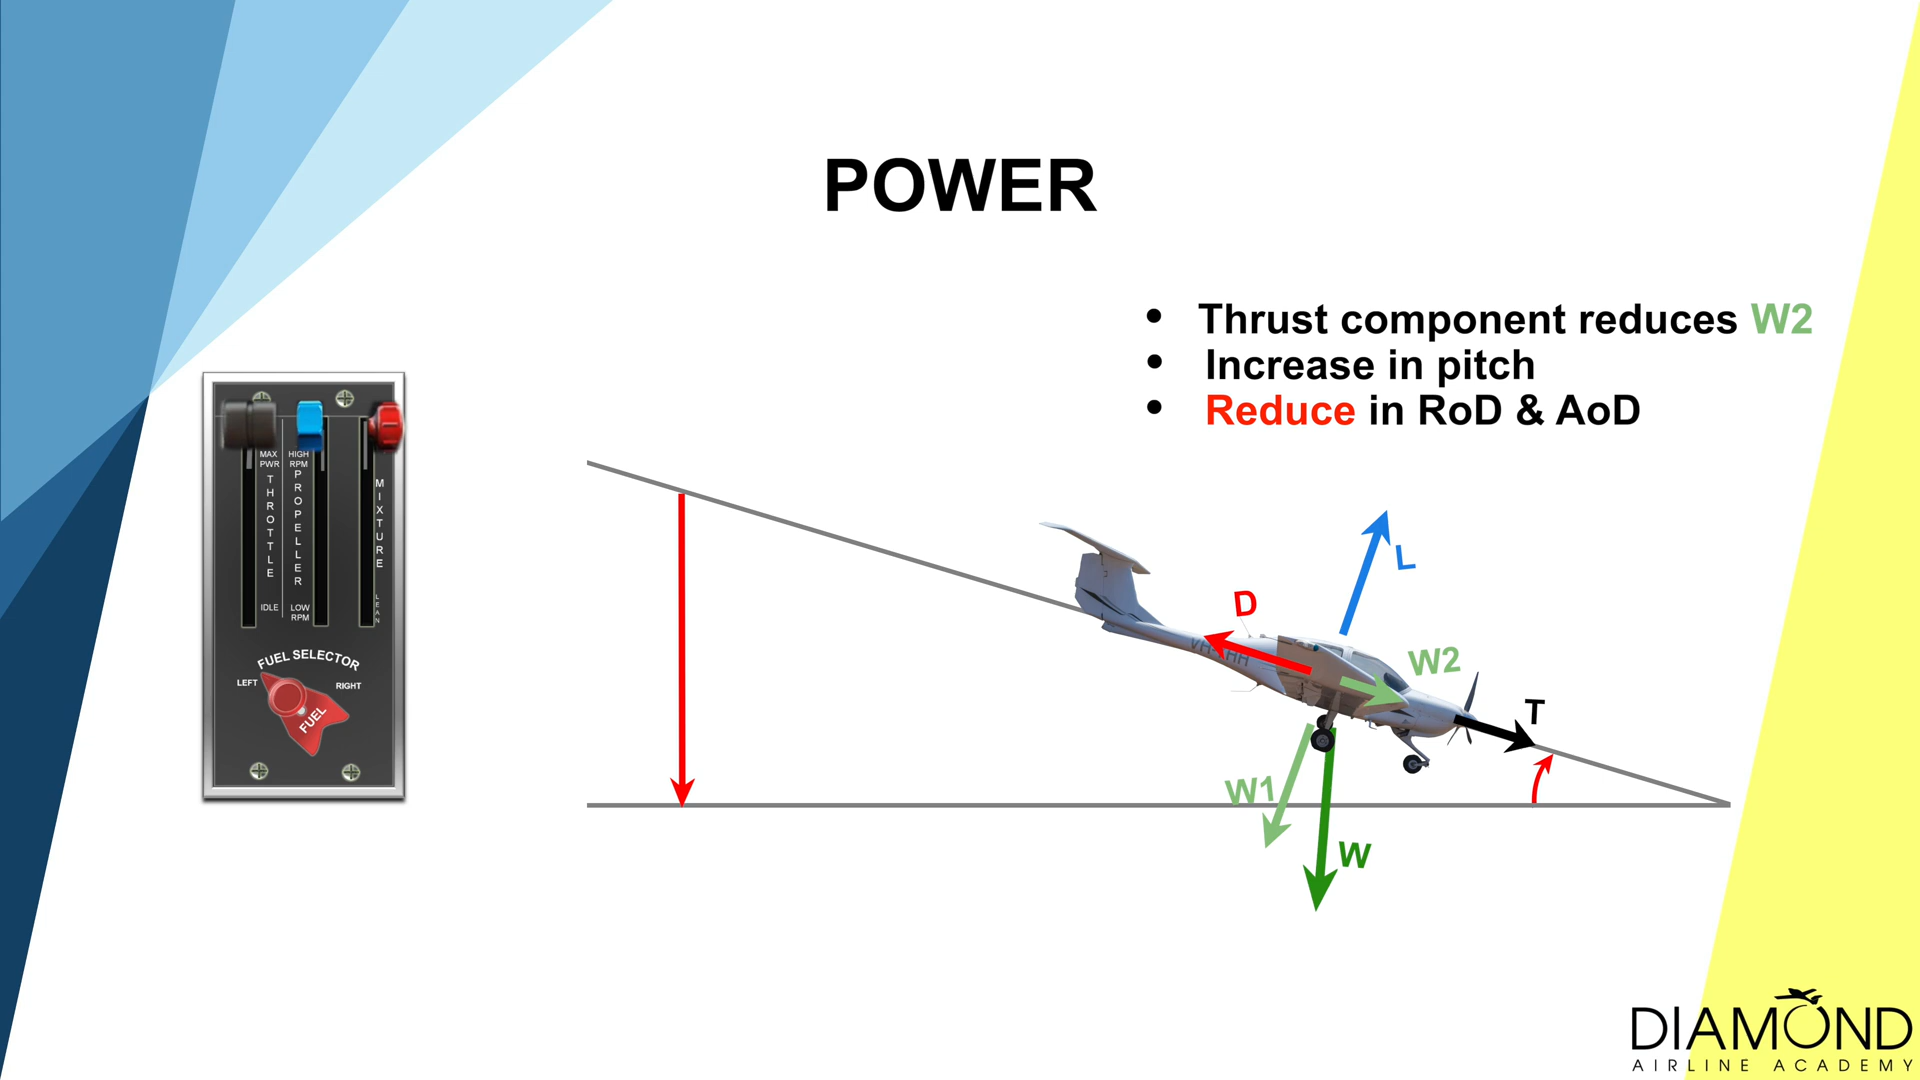 POWER
• Thrust component reduces W2
• Increase in pitch
• Reduce in RoD & AoD
MAX PWR
HIGH RPM
THROTTLE
PROPELLER
MIXTURE
IDLE
LOW RPM
LEAN
FUEL SELECTOR
LEFT
RIGHT
FUEL
L
D
W2
T
W1
W
DIAMOND
AIRLINE ACADEMY